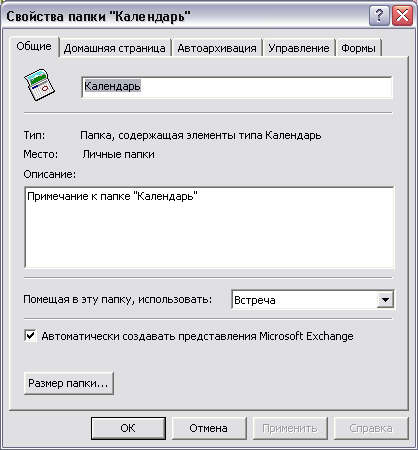 Свойства папки "Календарь"
Общие Домашняя страница Автоархивация Управление Формы
Календарь
Тип: Папка, содержащая элементы типа Календарь
Место: Личные папки
Описание:
Примечание к папке "Календарь"
Помещая в эту папку, использовать: Встреча
Автоматически создавать представления Microsoft Exchange
Размер папки...
OK Отмена Применить Справка